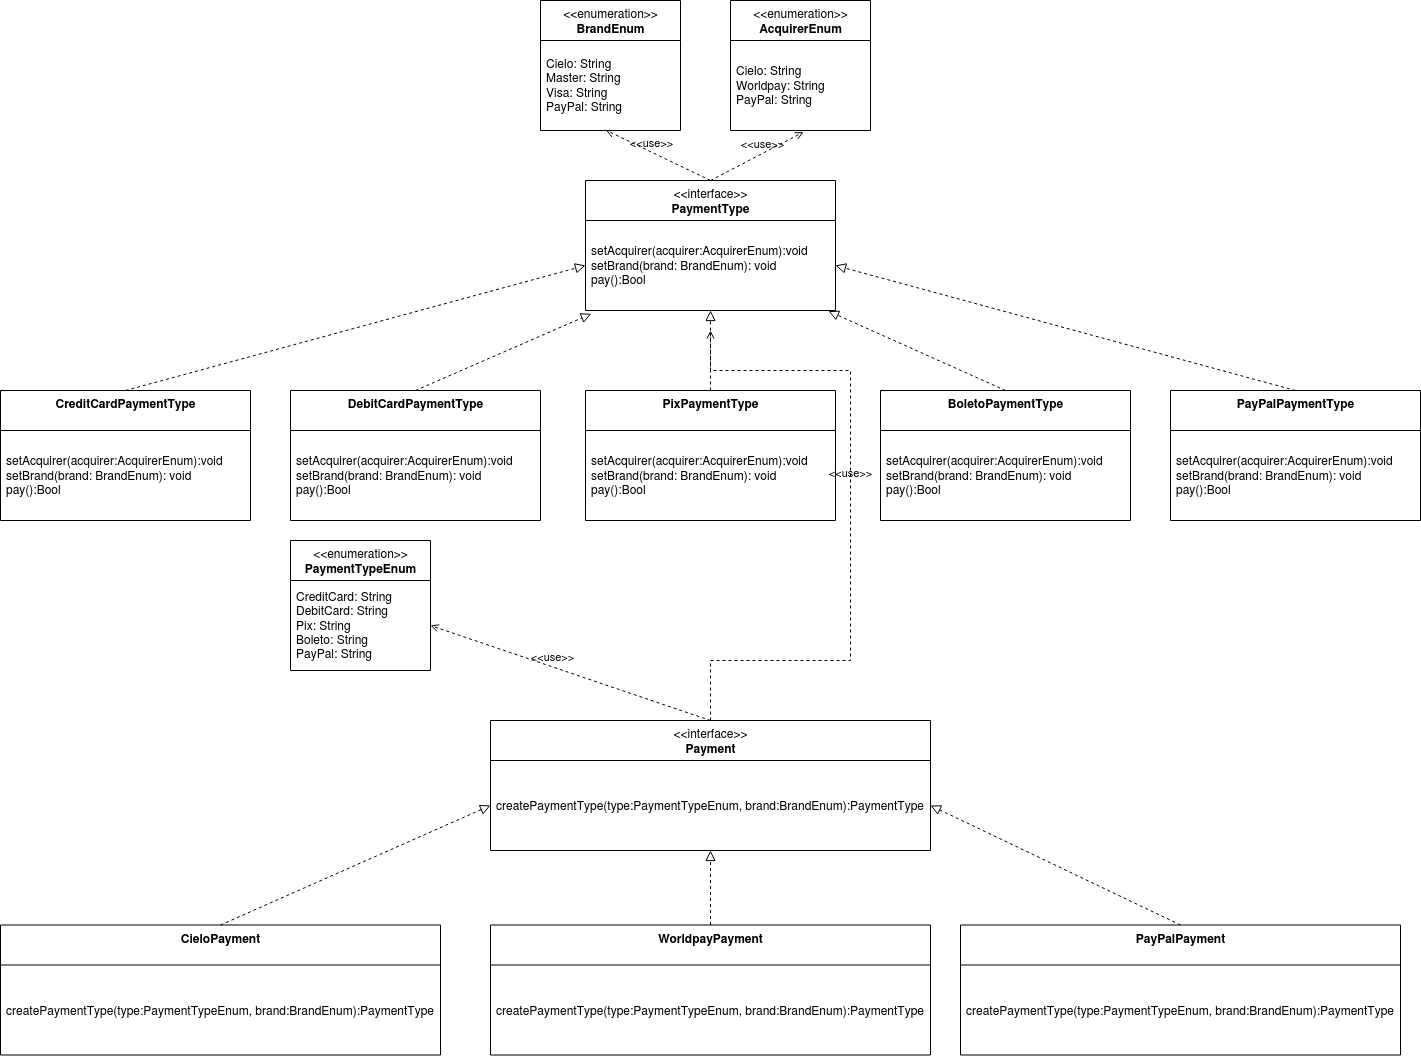 <<enumeration>>
BrandEnum
Cielo: String
Master: String
Visa: String
PayPal: String
<<enumeration>>
AcquirerEnum
Cielo: String
Worldpay: String
PayPal: String
<<use>>
<<use>>
<<interface>>
PaymentType
setAcquirer(acquirer:AcquirerEnum):void
setBrand(brand: BrandEnum): void
pay():Bool
CreditCardPaymentType
setAcquirer(acquirer:AcquirerEnum):void
setBrand(brand: BrandEnum): void
pay():Bool
DebitCardPaymentType
setAcquirer(acquirer:AcquirerEnum):void
setBrand(brand: BrandEnum): void
pay():Bool
PixPaymentType
setAcquirer(acquirer:AcquirerEnum):void
setBrand(brand: BrandEnum): void
pay():Bool
<<use>>
BoletoPaymentType
setAcquirer(acquirer:AcquirerEnum):void
setBrand(brand: BrandEnum): void
pay():Bool
PayPalPaymentType
setAcquirer(acquirer:AcquirerEnum):void
setBrand(brand: BrandEnum): void
pay():Bool
<<enumeration>>
PaymentTypeEnum
CreditCard: String
DebitCard: String
Pix: String
Boleto: String
PayPal: String
<<use>>
<<interface>>
Payment
createPaymentType(type:PaymentTypeEnum, brand:BrandEnum):PaymentType
CieloPayment
createPaymentType(type:PaymentTypeEnum, brand:BrandEnum):PaymentType
WorldpayPayment
createPaymentType(type:PaymentTypeEnum, brand:BrandEnum):PaymentType
PayPalPayment
createPaymentType(type:PaymentTypeEnum, brand:BrandEnum):PaymentType